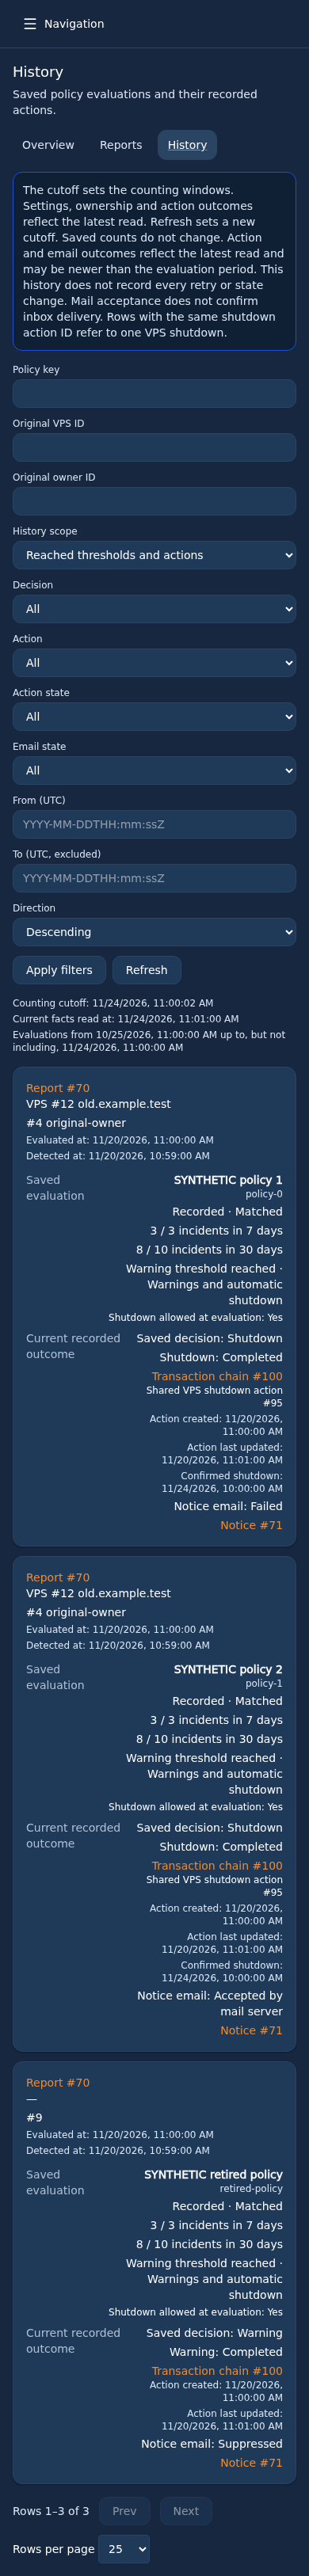 ☰ Navigation
History
Saved policy evaluations and their recorded
actions.
Overview Reports History
The cutoff sets the counting windows.
Settings, ownership and action outcomes
reflect the latest read. Refresh sets a new
cutoff. Saved counts do not change. Action
and email outcomes reflect the latest read and
may be newer than the evaluation period. This
history does not record every retry or state
change. Mail acceptance does not confirm
inbox delivery. Rows with the same shutdown
action ID refer to one VPS shutdown.
Policy key
Original VPS ID
Original owner ID
History scope
Reached thresholds and actions
Decision
All
Action
All
Action state
All
Email state
All
From (UTC)
YYYY-MM-DDTHH:mm:ssZ
To (UTC, excluded)
YYYY-MM-DDTHH:mm:ssZ
Direction
Descending
Apply filters Refresh
Counting cutoff: 11/24/2026, 11:00:02 AM
Current facts read at: 11/24/2026, 11:01:00 AM
Evaluations from 10/25/2026, 11:00:00 AM up to, but not
including, 11/24/2026, 11:00:00 AM
Report #70
VPS #12 old.example.test
#4 original-owner
Evaluated at: 11/20/2026, 11:00:00 AM
Detected at: 11/20/2026, 10:59:00 AM
Saved SYNTHETIC policy 1
evaluation policy-0
Recorded · Matched
3 / 3 incidents in 7 days
8 / 10 incidents in 30 days
Warning threshold reached ·
Warnings and automatic
shutdown
Shutdown allowed at evaluation: Yes
Current recorded Saved decision: Shutdown
outcome Shutdown: Completed
Transaction chain #100
Shared VPS shutdown action
#95
Action created: 11/20/2026,
11:00:00 AM
Action last updated:
11/20/2026, 11:01:00 AM
Confirmed shutdown:
11/24/2026, 10:00:00 AM
Notice email: Failed
Notice #71
Report #70
VPS #12 old.example.test
#4 original-owner
Evaluated at: 11/20/2026, 11:00:00 AM
Detected at: 11/20/2026, 10:59:00 AM
Saved SYNTHETIC policy 2
evaluation policy-1
Recorded · Matched
3 / 3 incidents in 7 days
8 / 10 incidents in 30 days
Warning threshold reached ·
Warnings and automatic
shutdown
Shutdown allowed at evaluation: Yes
Current recorded Saved decision: Shutdown
outcome Shutdown: Completed
Transaction chain #100
Shared VPS shutdown action
#95
Action created: 11/20/2026,
11:00:00 AM
Action last updated:
11/20/2026, 11:01:00 AM
Confirmed shutdown:
11/24/2026, 10:00:00 AM
Notice email: Accepted by
mail server
Notice #71
Report #70
—
#9
Evaluated at: 11/20/2026, 11:00:00 AM
Detected at: 11/20/2026, 10:59:00 AM
Saved SYNTHETIC retired policy
evaluation retired-policy
Recorded · Matched
3 / 3 incidents in 7 days
8 / 10 incidents in 30 days
Warning threshold reached ·
Warnings and automatic
shutdown
Shutdown allowed at evaluation: Yes
Current recorded Saved decision: Warning
outcome Warning: Completed
Transaction chain #100
Action created: 11/20/2026,
11:00:00 AM
Action last updated:
11/20/2026, 11:01:00 AM
Notice email: Suppressed
Notice #71
Rows 1–3 of 3 Prev Next
Rows per page 25